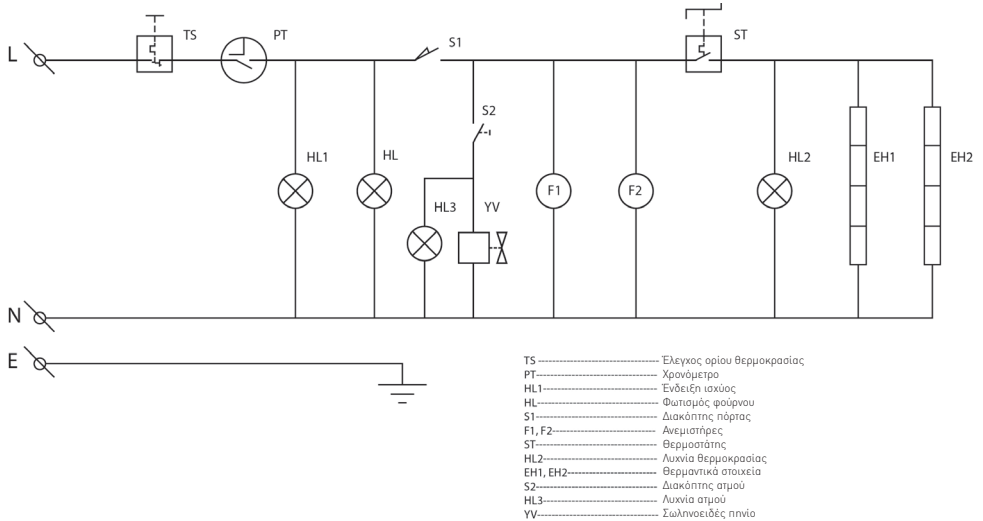 TS
PT
S1
ST
L
S2
HL1
HL
HL2
EH1
EH2
F1
F2
HL3
YV
N
E
TS Έλεγχος ορίου θερμοκρασίας
PT Χρονόμετρο
HL1 Ένδειξη ισχύος
HL Φωτισμός φούρνου
S1 Διακόπτης πόρτας
F1, F2 Ανεμιστήρες
ST Θερμοστάτης
HL2 Λυχνία θερμοκρασίας
EH1, EH2 Θερμαντικά στοιχεία
S2 Διακόπτης ατμού
HL3 Λυχνία ατμού
YV Σωληνοειδές πηνίο